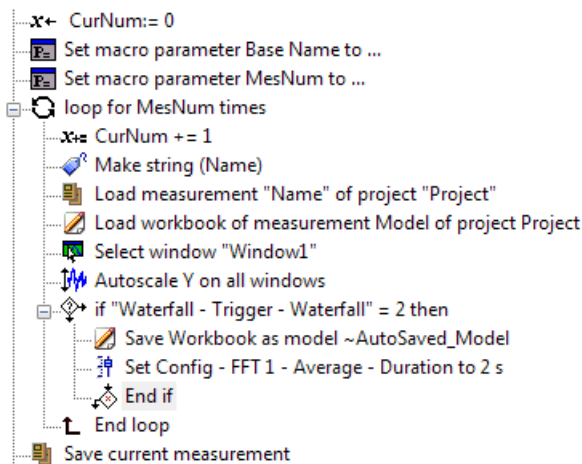 x← CurNum:= 0
P= Set macro parameter Base Name to ...
P= Set macro parameter MesNum to ...
loop for MesNum times
x+= CurNum += 1
Make string (Name)
Load measurement "Name" of project "Project"
Load workbook of measurement Model of project Project
Select window "Window1"
Autoscale Y on all windows
if "Waterfall - Trigger - Waterfall" = 2 then
Save Workbook as model ~AutoSaved_Model
Set Config - FFT 1 - Average - Duration to 2 s
End if
End loop
Save current measurement